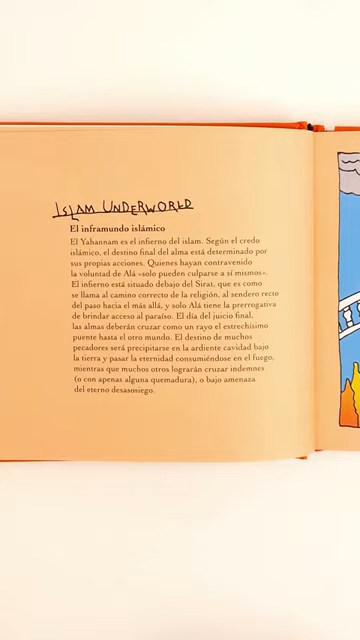 ISLAM UNDERWORLD
El inframundo islámico
El Yahannam es el infierno del islam. Según el credo
islámico, el destino final del alma está determinado por
sus propias acciones. Quienes hayan contravenido
la voluntad de Alá «solo pueden culparse a sí mismos».
El infierno está situado debajo del Sirat, que es como
se llama al camino correcto de la religión, al sendero recto
del paso hacia el más allá, y solo Alá tiene la prerrogativa
de brindar acceso al paraíso. El día del juicio final,
las almas deberán cruzar como un rayo el estrechísimo
puente hasta el otro mundo. El destino de muchos
pecadores será precipitarse en la ardiente cavidad bajo
la tierra y pasar la eternidad consumiéndose en el fuego,
mientras que muchos otros lograrán cruzar indemnes
(o con apenas alguna quemadura), o bajo amenaza
del eterno desasosiego.